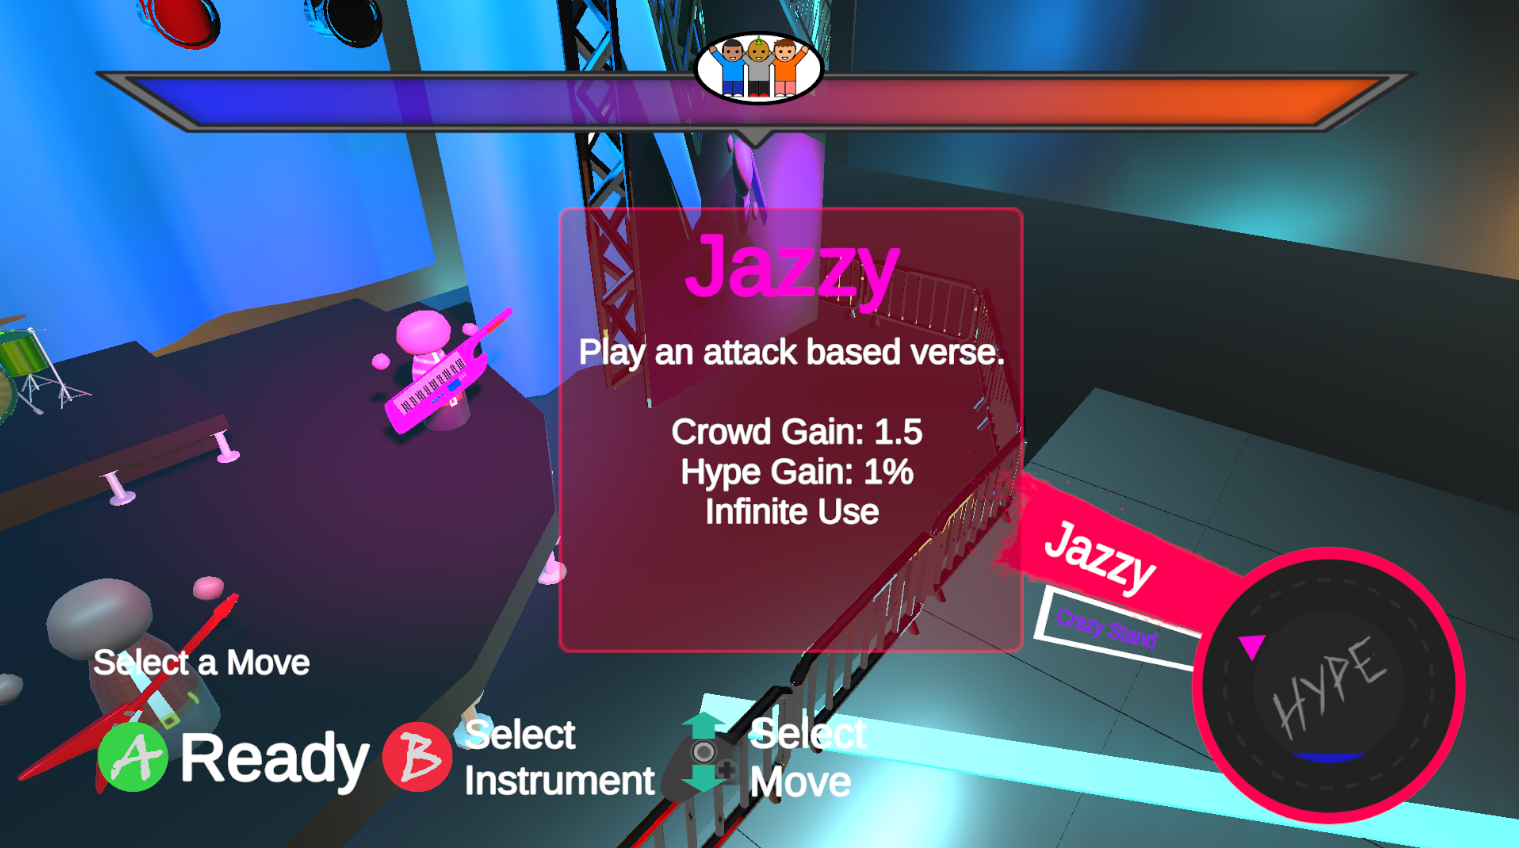 Jazzy
Play an attack based verse.
Crowd Gain: 1.5
Hype Gain: 1%
Infinite Use
Jazzy
Crazy Stand
HYPE
Select a Move
A Ready
B Select
Instrument
Select
Move